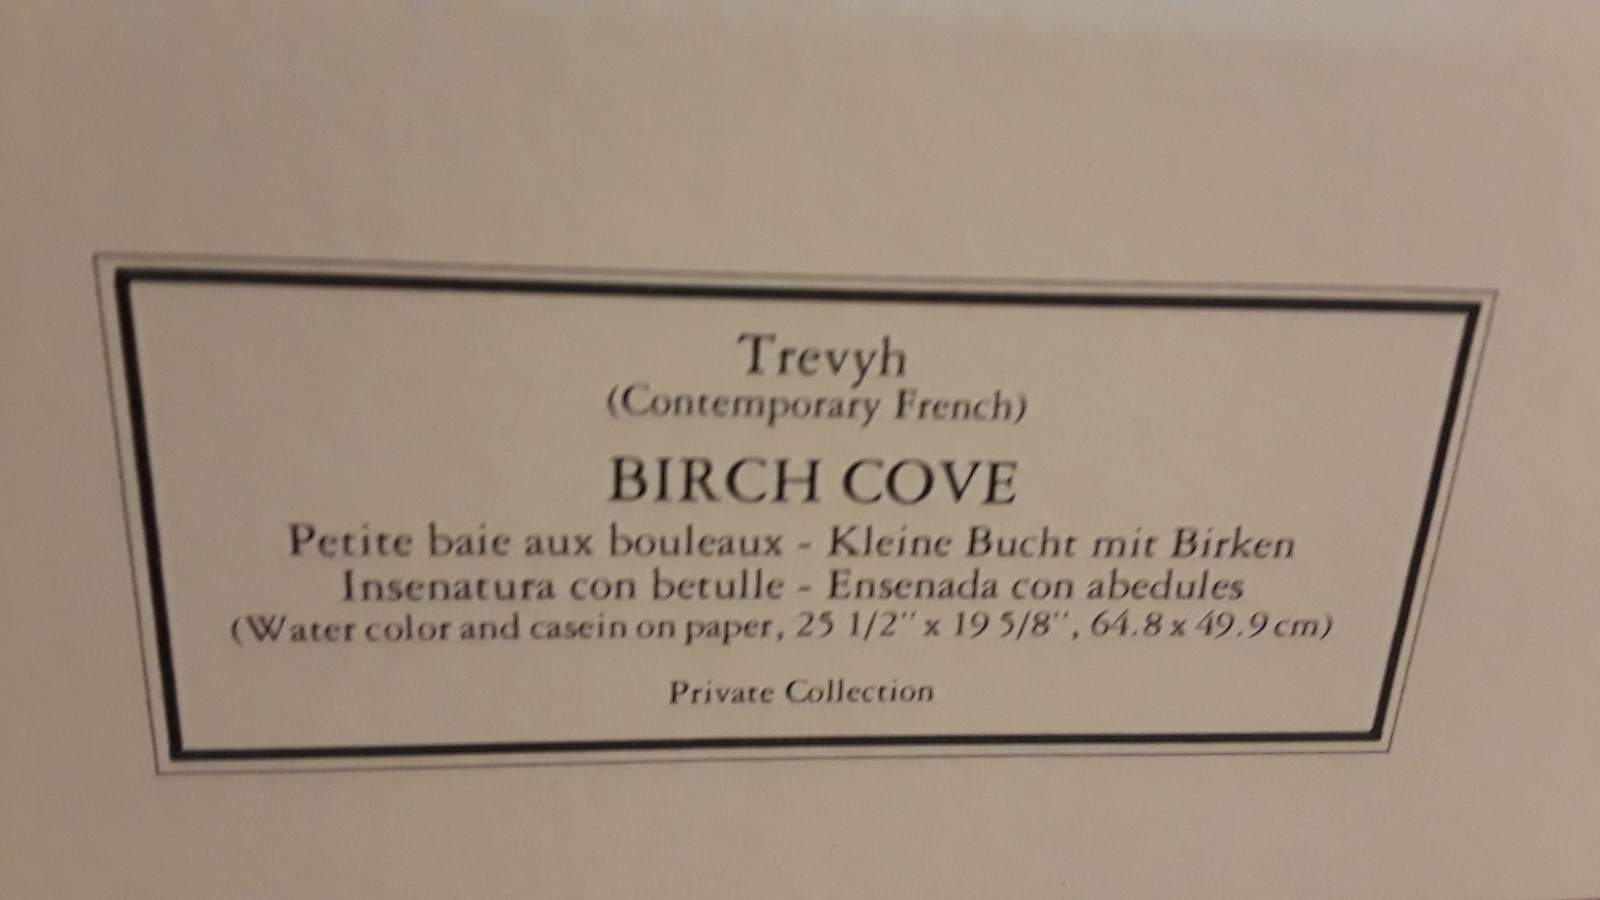 Trevyh
(Contemporary French)
BIRCH COVE
Petite baie aux bouleaux - Kleine Bucht mit Birken
Insenatura con betulle - Ensenada con abedules
(Water color and casein on paper, 25 1/2" x 19 5/8", 64.8 x 49.9 cm)
Private Collection